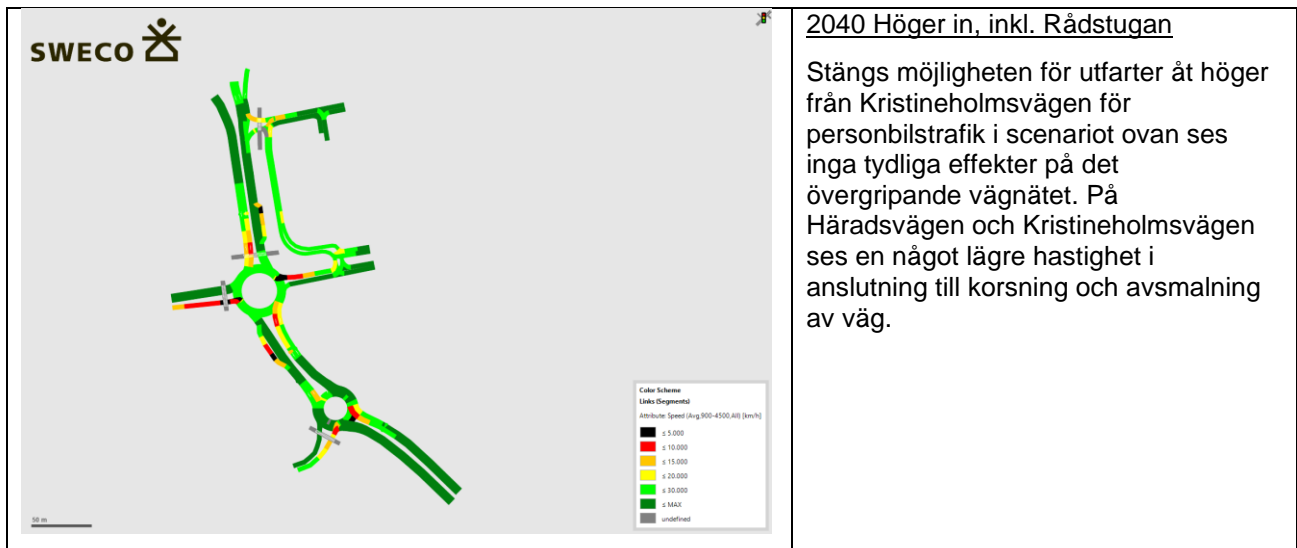 SWECO
2040 Höger in, inkl. Rådstugan
Stängs möjligheten för utfarter åt höger
från Kristineholmsvägen för
personbilstrafik i scenariot ovan ses
inga tydliga effekter på det
övergripande vägnätet. På
Häradsvägen och Kristineholmsvägen
ses en något lägre hastighet i
anslutning till korsning och avsmalning
av väg.
Color Scheme
Links (Segments)
Attribute: Speed (Avg,900-4500,All) [km/h]
≤ 5.000
≤ 10.000
≤ 15.000
≤ 20.000
≤ 30.000
≤ MAX
undefined
50 m